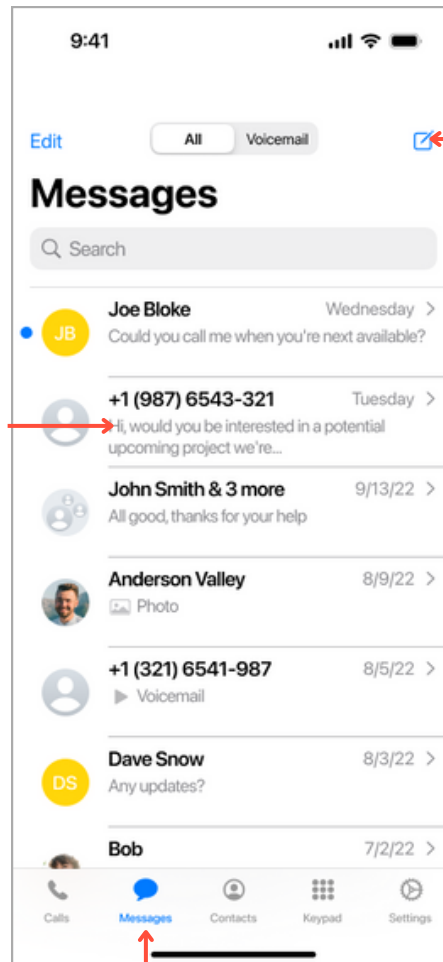 9:41
Edit All Voicemail
Messages
Search
Joe Bloke Wednesday
JB
Could you call me when you're next available?
+1 (987) 6543-321 Tuesday
Hi, would you be interested in a potential
upcoming project we're...
John Smith & 3 more 9/13/22
All good, thanks for your help
Anderson Valley 8/9/22
Photo
+1 (321) 6541-987 8/5/22
Voicemail
Dave Snow 8/3/22
DS
Any updates?
Bob 7/2/22
Calls Messages Contacts Keypad Settings